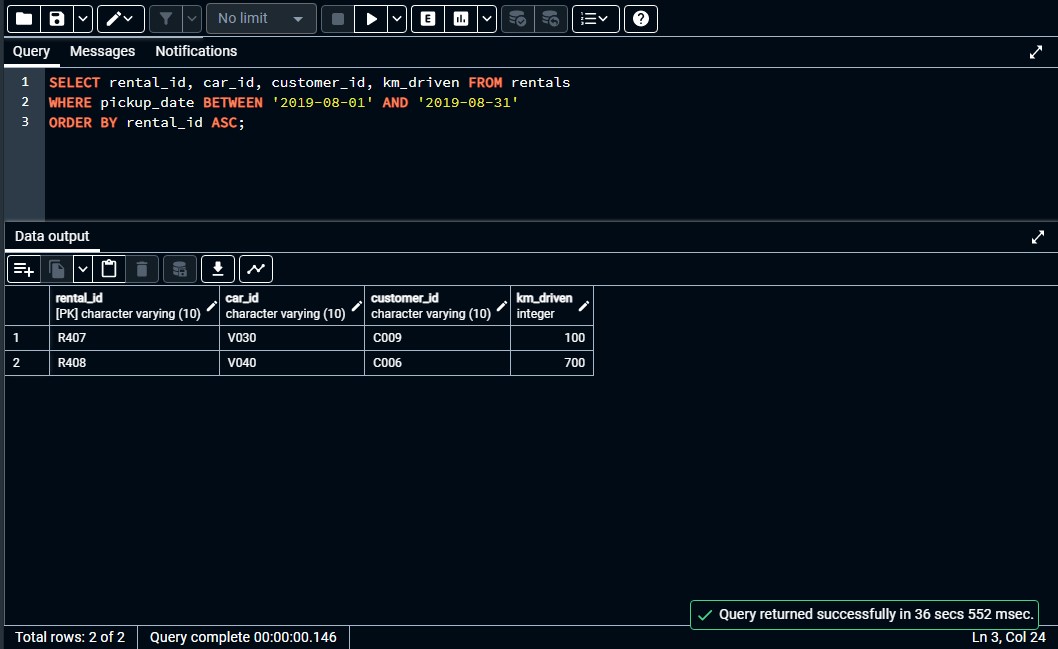 No limit
E
Query Messages Notifications
1 SELECT rental_id, car_id, customer_id, km_driven FROM rentals
2 WHERE pickup_date BETWEEN '2019-08-01' AND '2019-08-31'
3 ORDER BY rental_id ASC;
Data output
rental_id car_id customer_id km_driven
[PK] character varying (10) character varying (10) character varying (10) integer
1 R407 V030 C009 100
2 R408 V040 C006 700
Query returned successfully in 36 secs 552 msec.
Total rows: 2 of 2 Query complete 00:00:00.146 Ln 3, Col 24